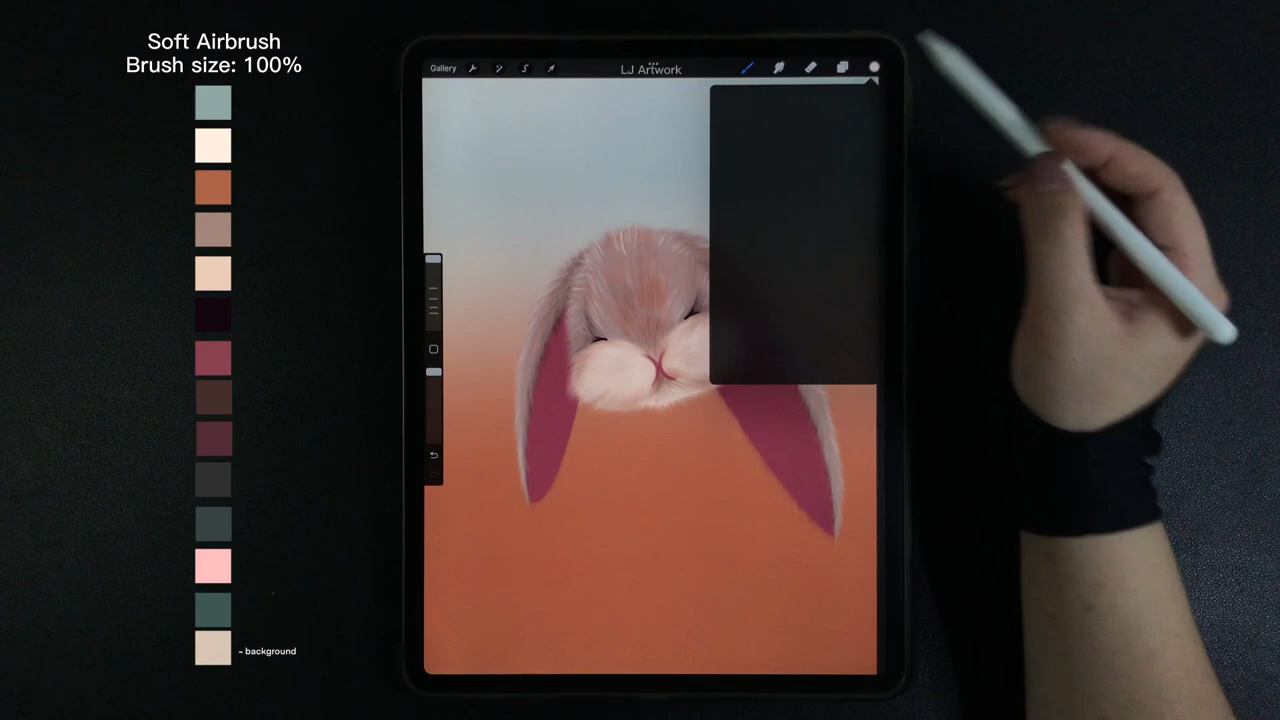 Soft Airbrush
Brush size: 100%
~ background
Gallery
LJ Artwork